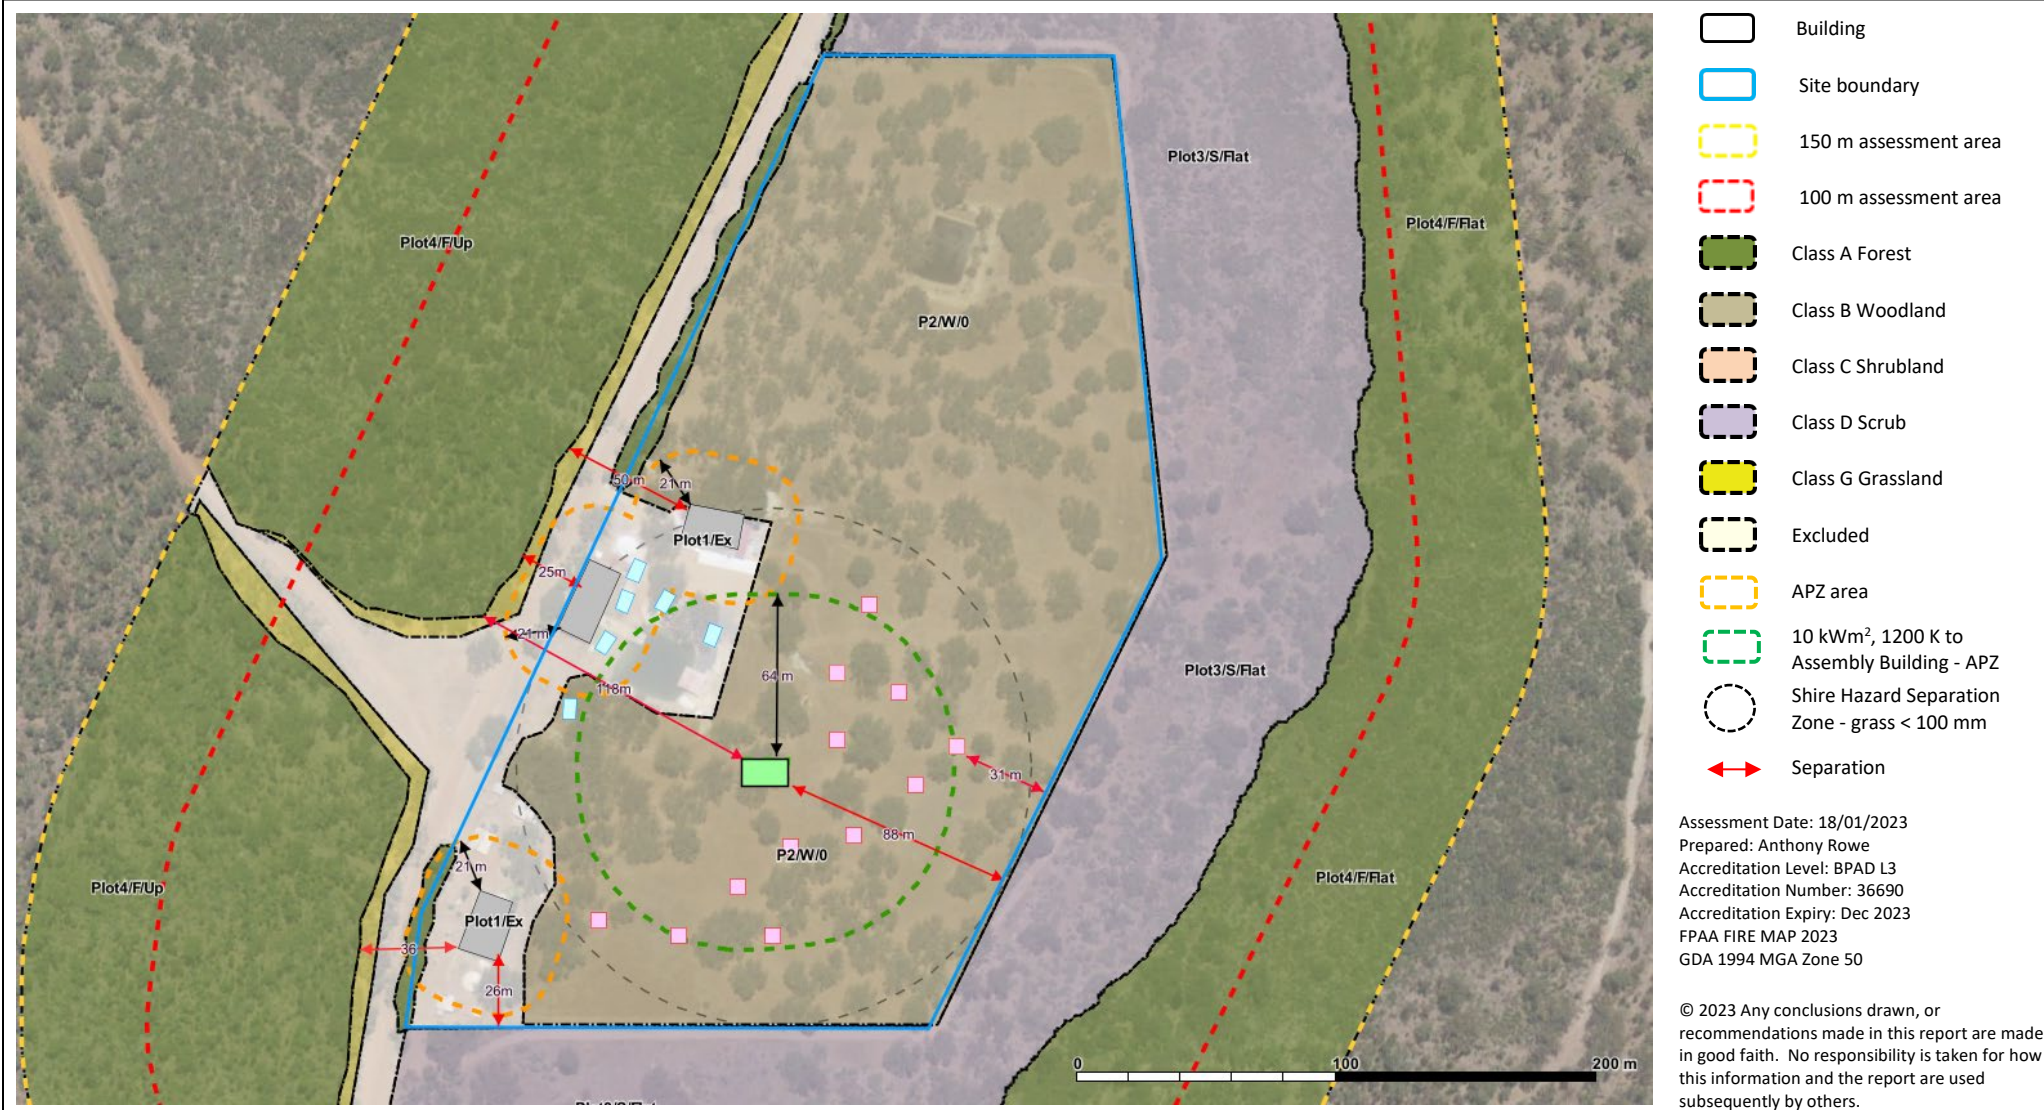 Plot3/S/Flat
Plot4/F/Flat
Plot4/F/Up
P2/W/0
50 m
21 m
Plot1/Ex
25m
21 m
118m
64 m
Plot3/S/Flat
31 m
88 m
P2/W/0
21 m
Plot4/F/Up
Plot4/F/Flat
Plot1/Ex
36
26m
0
100
200 m
Building
Site boundary
150 m assessment area
100 m assessment area
Class A Forest
Class B Woodland
Class C Shrubland
Class D Scrub
Class G Grassland
Excluded
APZ area
10 kWm², 1200 K to
Assembly Building - APZ
Shire Hazard Separation
Zone - grass < 100 mm
Separation
Assessment Date: 18/01/2023
Prepared: Anthony Rowe
Accreditation Level: BPAD L3
Accreditation Number: 36690
Accreditation Expiry: Dec 2023
FPAA FIRE MAP 2023
GDA 1994 MGA Zone 50
© 2023 Any conclusions drawn, or
recommendations made in this report are made
in good faith. No responsibility is taken for how
this information and the report are used
subsequently by others.